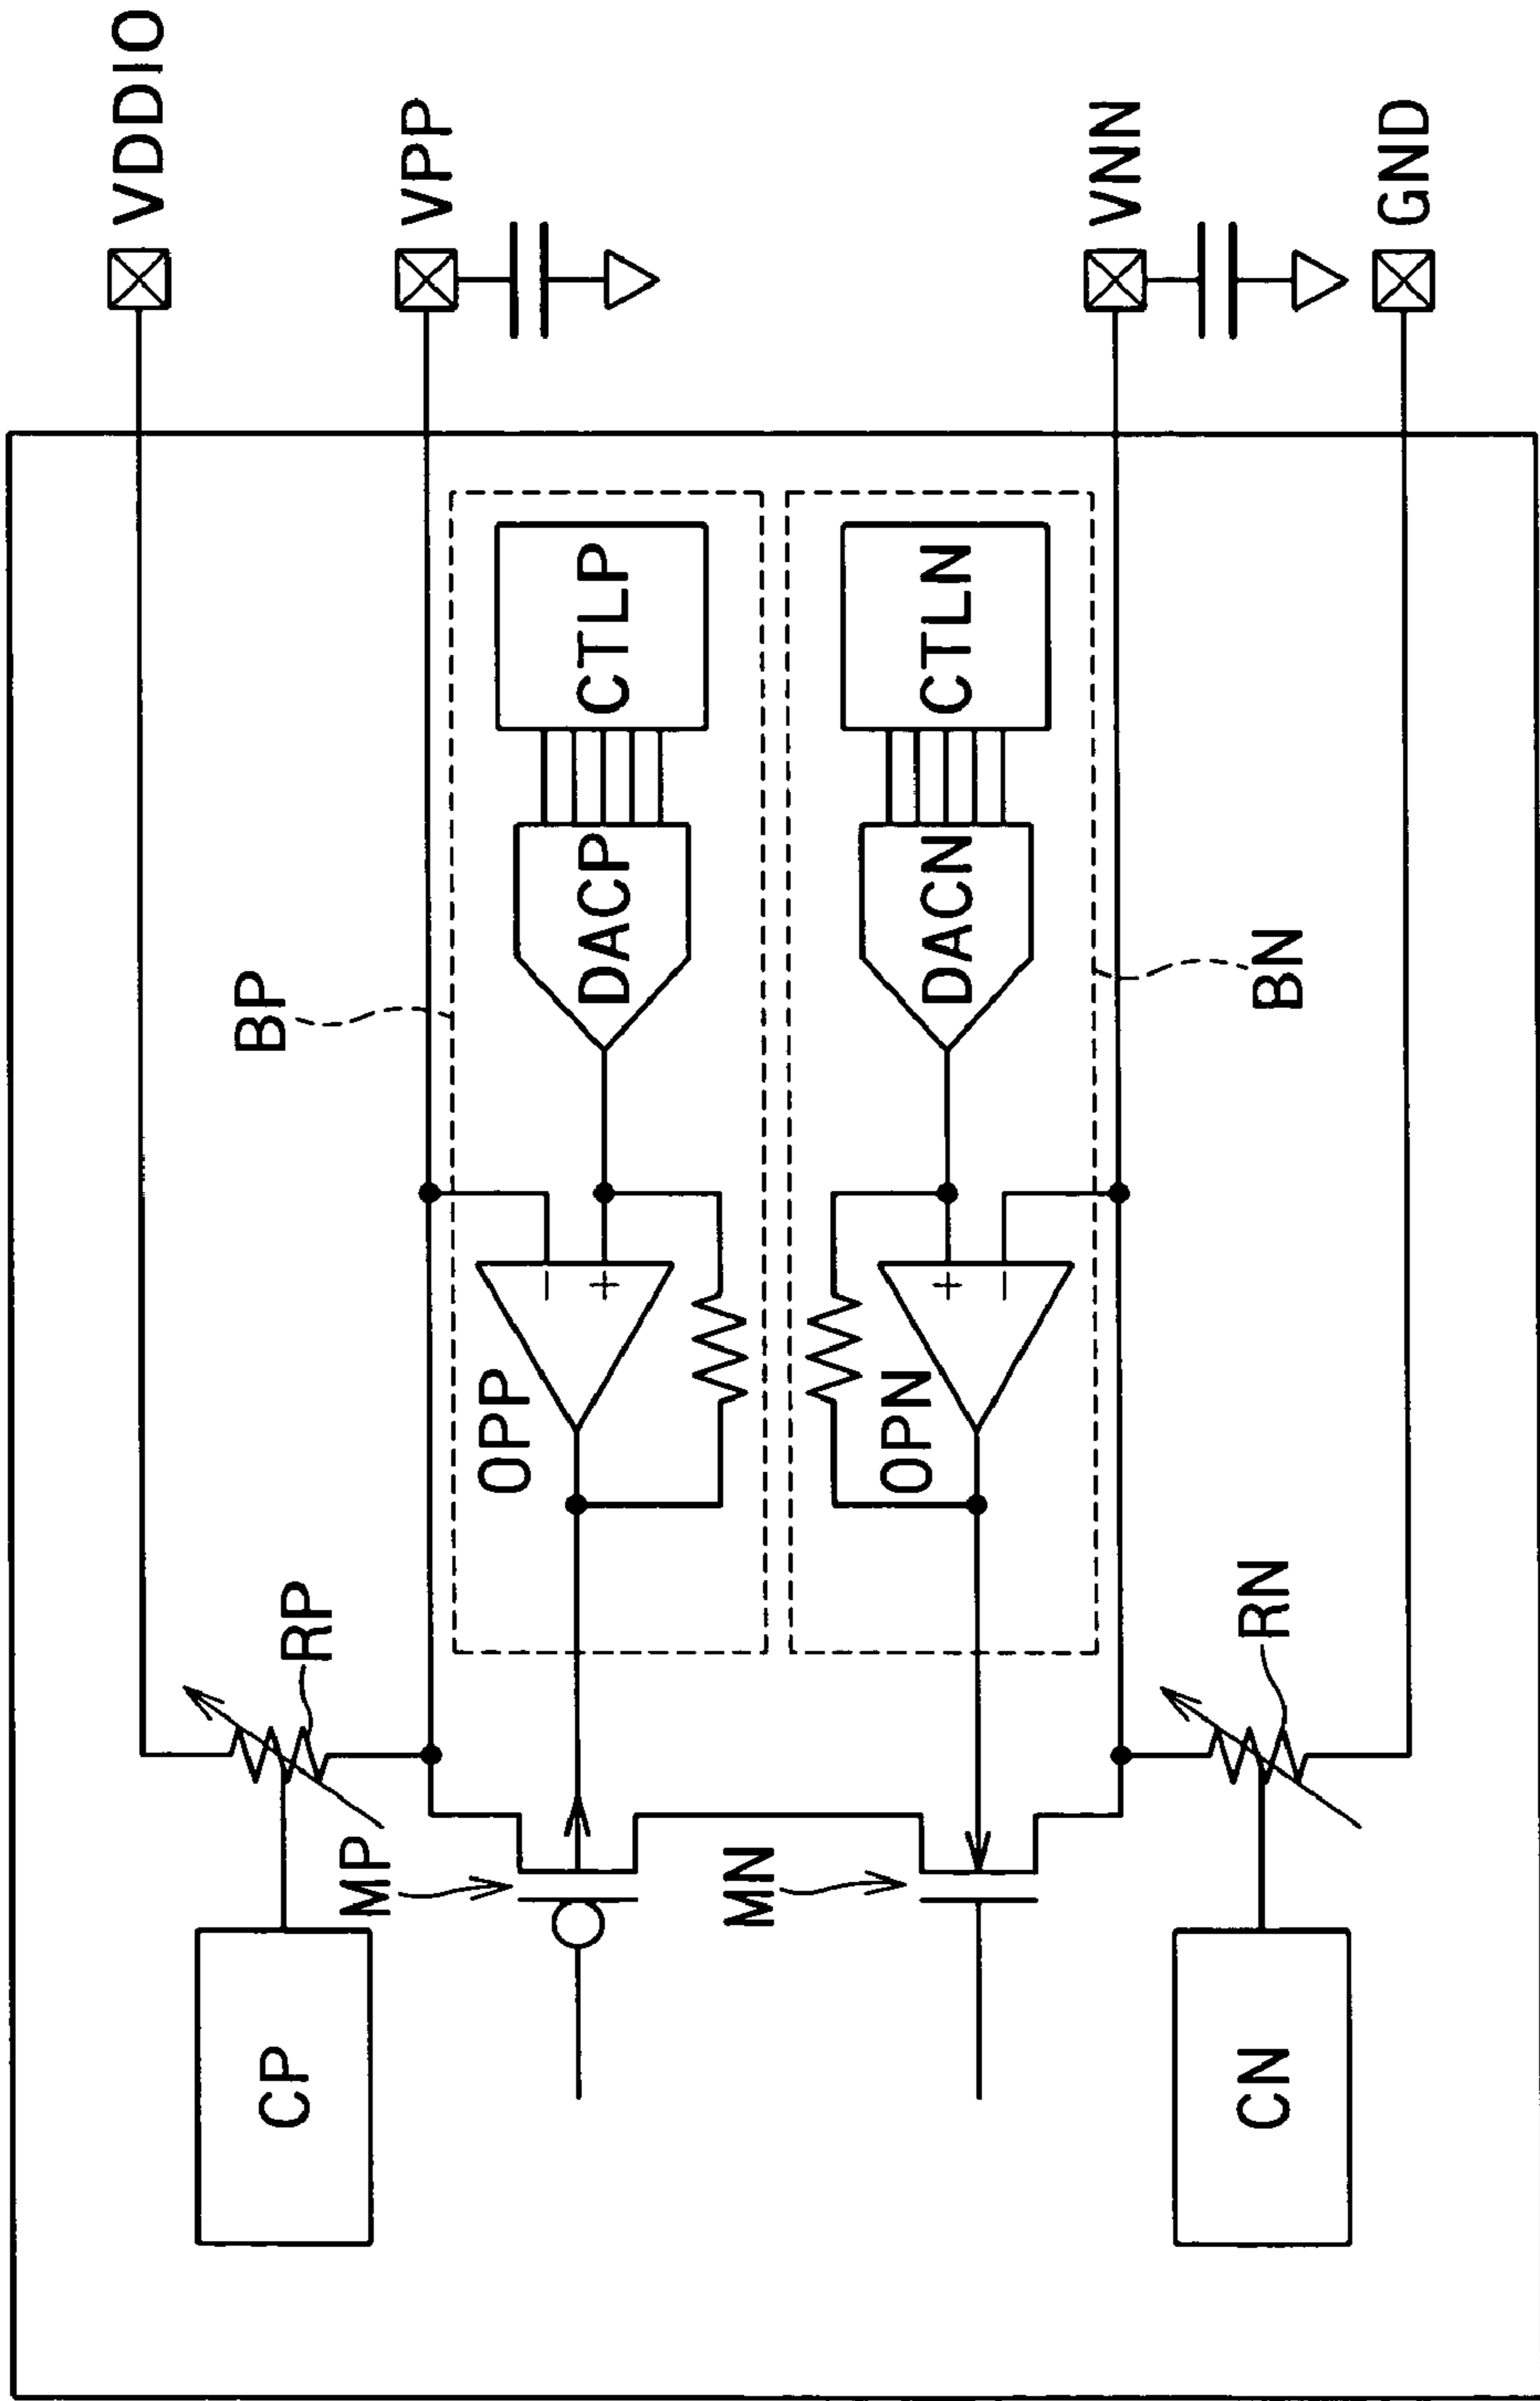 VDDIO
VPP
VNN
GND
CTLP
CTLN
DACP
DACN
BP
BN
OPP
−
+
OPN
+
−
RP
RN
MP
MN
CP
CN